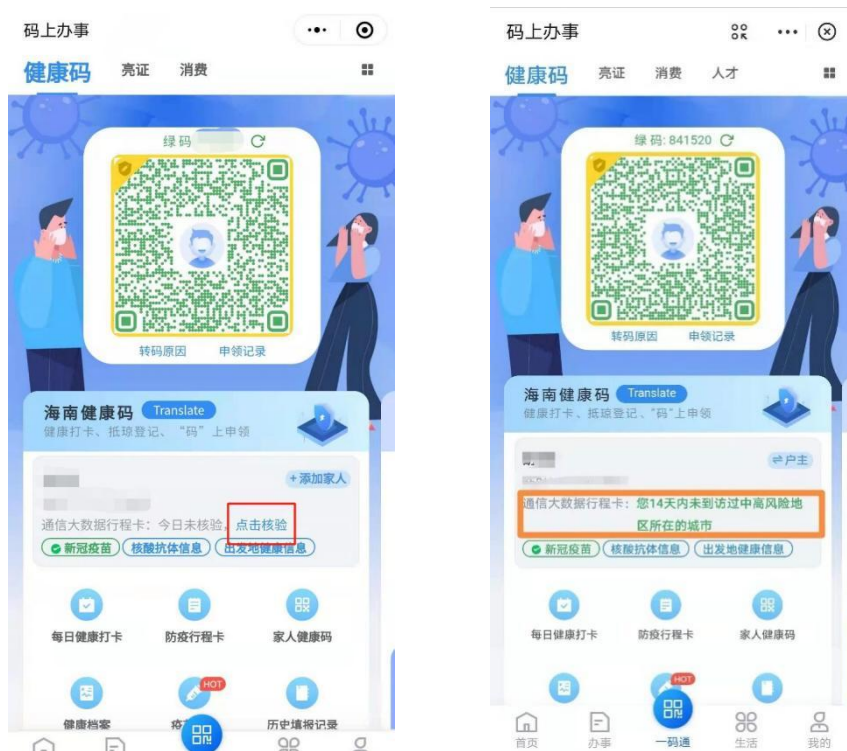 码上办事
健康码 亮证 消费
绿码
转码原因 申领记录
海南健康码 Translate
健康打卡、抵琼登记、“码”上申领
+添加家人
通信大数据行程卡：今日未核验，点击核验
新冠疫苗 核酸抗体信息 出发地健康信息
每日健康打卡 防疫行程卡 家人健康码
HOT
健康档案 疫 历史填报记录
码上办事
健康码 亮证 消费 人才
绿码: 841520
转码原因 申领记录
海南健康码 Translate
健康打卡、抵琼登记、“码”上申领
户主
通信大数据行程卡：您14天内未到访过中高风险地
区所在的城市
新冠疫苗 核酸抗体信息 出发地健康信息
每日健康打卡 防疫行程卡 家人健康码
HOT
首页 办事 一码通 生活 我的